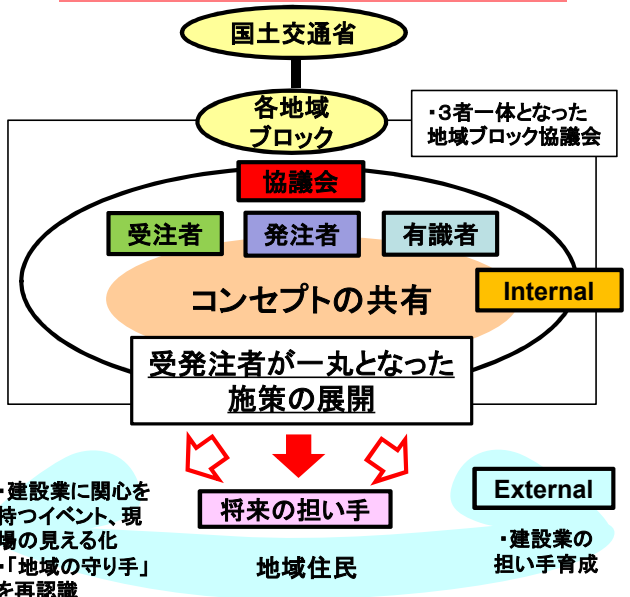 国土交通省
各地域
ブロック
・３者一体となった
地域ブロック協議会
協議会
受注者
発注者
有識者
コンセプトの共有
Internal
受発注者が一丸となった
施策の展開
・建設業に関心を
持つイベント、現
場の見える化
・「地域の守り手」
を再認識
将来の担い手
地域住民
External
・建設業の
担い手育成